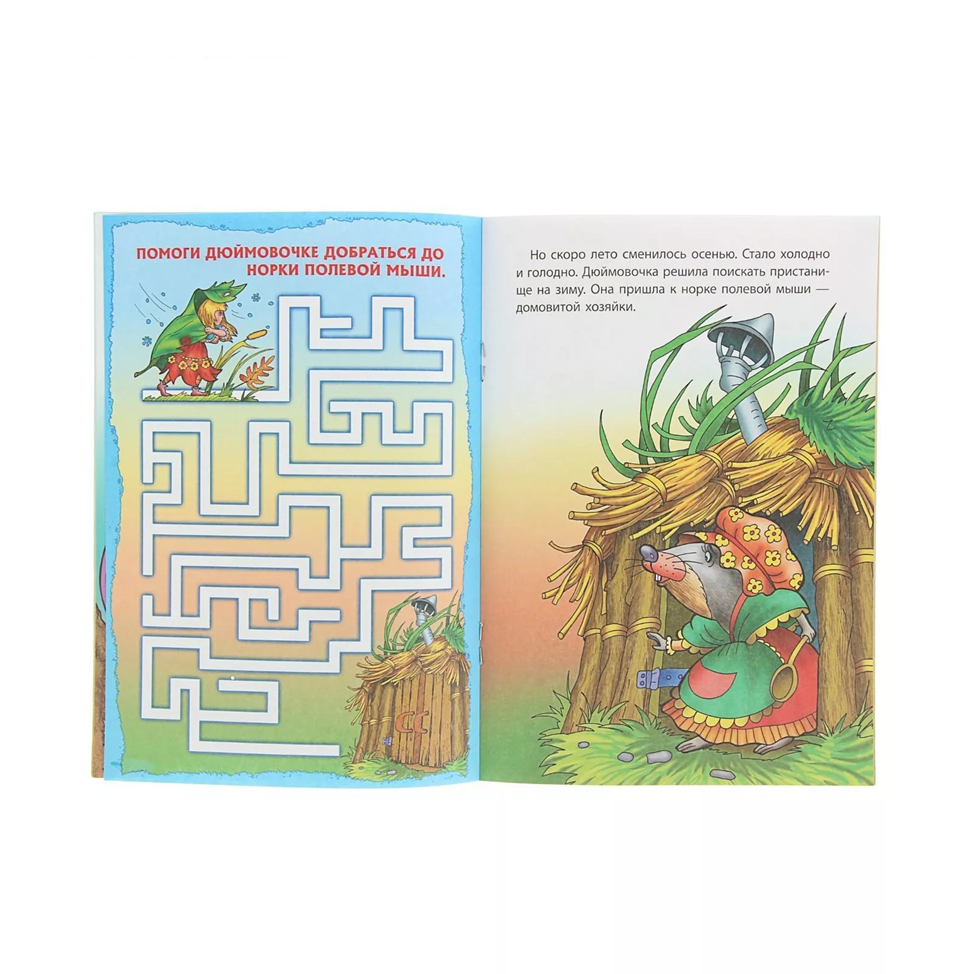 ПОМОГИ ДЮЙМОВОЧКЕ ДОБРАТЬСЯ ДО
НОРКИ ПОЛЕВОЙ МЫШИ.
Но скоро лето сменилось осенью. Стало холодно
и голодно. Дюймовочка решила поискать пристани-
ще на зиму. Она пришла к норке полевой мыши —
домовитой хозяйки.